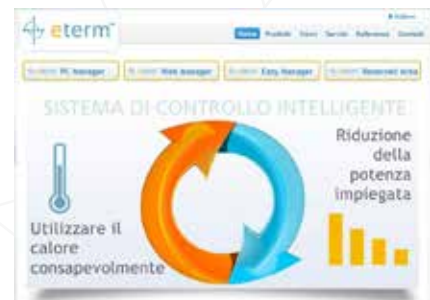 eterm
Home Prodotti News Servizi Referenze Contatti
PC Manager Web manager Easy Manager Reserved Area
SISTEMA DI CONTROLLO INTELLIGENTE
Riduzione
della
potenza
impiegata
Utilizzare il
calore
consapevolmente